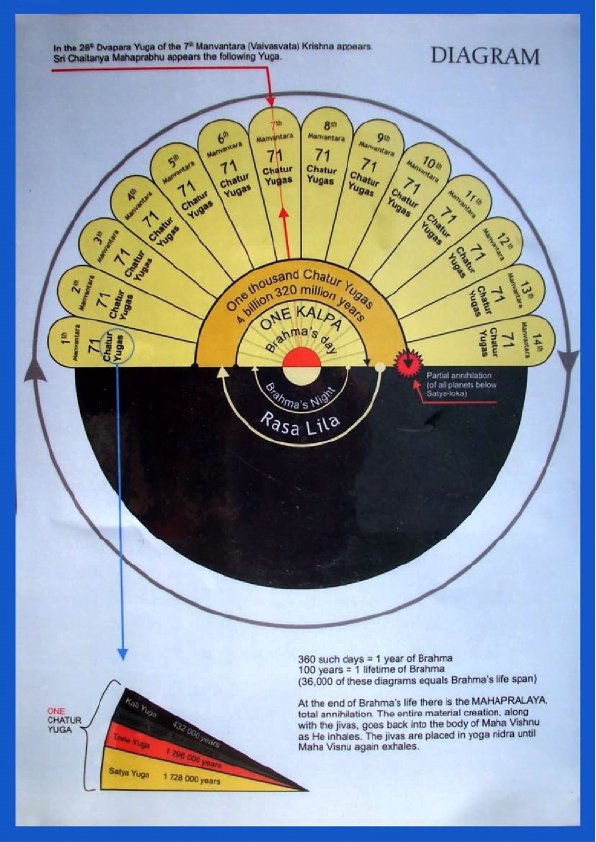 In the 28th Dvapara Yuga of the 7th Manvantara (Vaivasvata) Krishna appears.
Sri Chaitanya Mahaprabhu appears the following Yuga.
DIAGRAM
1th Manvantara
71 Chatur Yugas
2th Manvantara
71 Chatur Yugas
3th Manvantara
71 Chatur Yugas
4th Manvantara
71 Chatur Yugas
5th Manvantara
71 Chatur Yugas
6th Manvantara
71 Chatur Yugas
7th Manvantara
71 Chatur Yugas
8th Manvantara
71 Chatur Yugas
9th Manvantara
71 Chatur Yugas
10th Manvantara
71 Chatur Yugas
11th Manvantara
71 Chatur Yugas
12th Manvantara
71 Chatur Yugas
13th Manvantara
71 Chatur Yugas
14th Manvantara
71 Chatur Yugas
One thousand Chatur Yugas
4 billion 320 million years
ONE KALPA
Brahma's day
Partial annihilation
(of all planets below
Satya-loka)
Brahma's Night
Rasa Lila
360 such days = 1 year of Brahma
100 years = 1 lifetime of Brahma
(36,000 of these diagrams equals Brahma's life span)
At the end of Brahma's life there is the MAHAPRALAYA,
total annihilation. The entire material creation, along
with the jivas, goes back into the body of Maha Vishnu
as He inhales. The jivas are placed in yoga nidra until
Maha Visnu again exhales.
ONE
CHATUR
YUGA
Kali Yuga 432 000 years
Treta Yuga 1 296 000 years
Satya Yuga 1 728 000 years